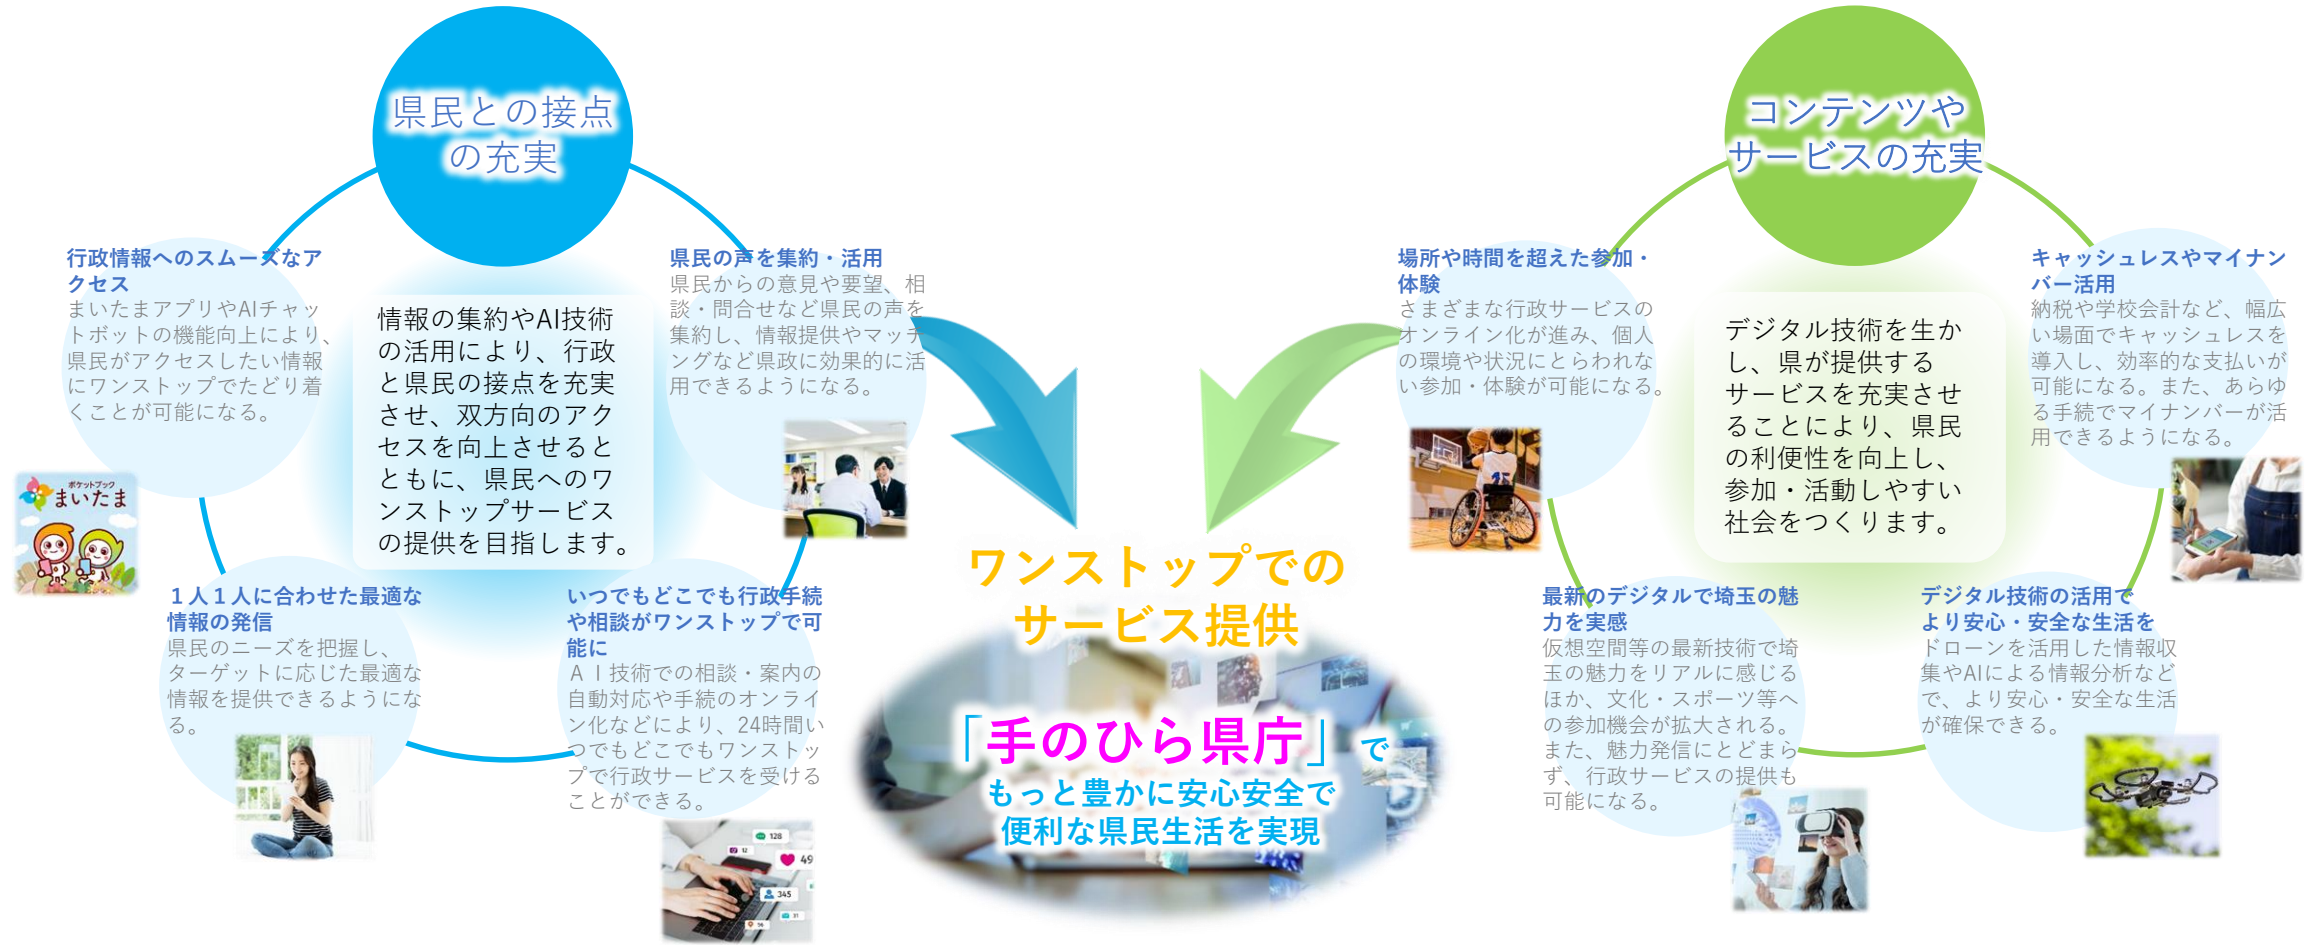 県民との接点
の充実
行政情報へのスムーズなア
クセス
まいたまアプリやAIチャッ
トボットの機能向上により、
県民がアクセスしたい情報
にワンストップでたどり着
くことが可能になる。
県民の声を集約・活用
県民からの意見や要望、相
談・問合せなど県民の声を
集約し、情報提供やマッチ
ングなど県政に効果的に活
用できるようになる。
情報の集約やAI技術
の活用により、行政
と県民の接点を充実
させ、双方向のアク
セスを向上させると
ともに、県民へのワ
ンストップサービス
の提供を目指します。
ポケットブック
まいたま
１人１人に合わせた最適な
情報の発信
県民のニーズを把握し、
ターゲットに応じた最適な
情報を提供できるようにな
る。
いつでもどこでも行政手続
や相談がワンストップで可
能に
ＡＩ技術での相談・案内の
自動対応や手続のオンライ
ン化などにより、24時間い
つでもどこでもワンストッ
プで行政サービスを受ける
ことができる。
128
12
49
345
31
96
ワンストップでの
サービス提供
「手のひら県庁」で
もっと豊かに安心安全で
便利な県民生活を実現
コンテンツや
サービスの充実
場所や時間を超えた参加・
体験
さまざまな行政サービスの
オンライン化が進み、個人
の環境や状況にとらわれな
い参加・体験が可能になる。
キャッシュレスやマイナン
バー活用
納税や学校会計など、幅広
い場面でキャッシュレスを
導入し、効率的な支払いが
可能になる。また、あらゆ
る手続でマイナンバーが活
用できるようになる。
デジタル技術を生か
し、県が提供する
サービスを充実させ
ることにより、県民
の利便性を向上し、
参加・活動しやすい
社会をつくります。
最新のデジタルで埼玉の魅
力を実感
仮想空間等の最新技術で埼
玉の魅力をリアルに感じる
ほか、文化・スポーツ等へ
の参加機会が拡大される。
また、魅力発信にとどまら
ず、行政サービスの提供も
可能になる。
デジタル技術の活用で
より安心・安全な生活を
ドローンを活用した情報収
集やAIによる情報分析など
で、より安心・安全な生活
が確保できる。